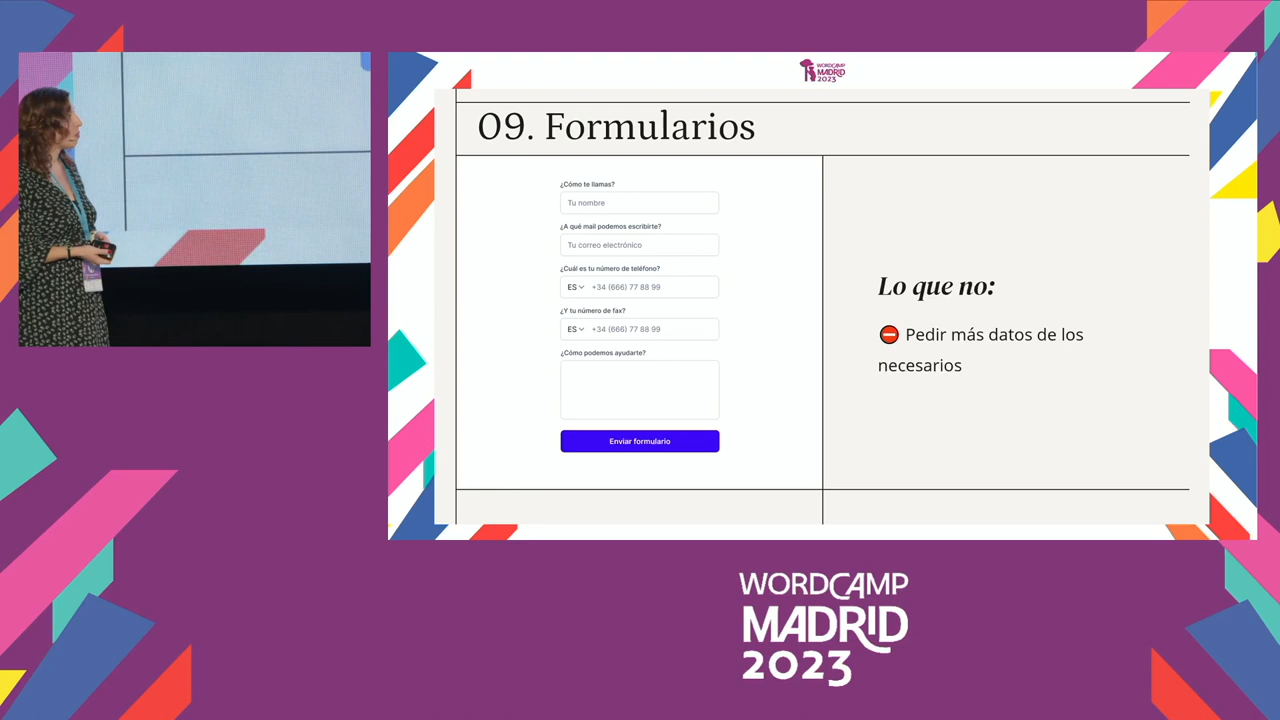 WORDCAMP
MADRID
2023
09. Formularios
¿Cómo te llamas?
Tu nombre
¿A qué mail podemos escribirte?
Tu correo electrónico
¿Cuál es tu número de teléfono?
ES +34 (666) 77 88 99
¿Y tu número de fax?
ES +34 (666) 77 88 99
¿Cómo podemos ayudarte?
Enviar formulario
Lo que no:
⛔ Pedir más datos de los
necesarios
WORDCAMP
MADRID
2023